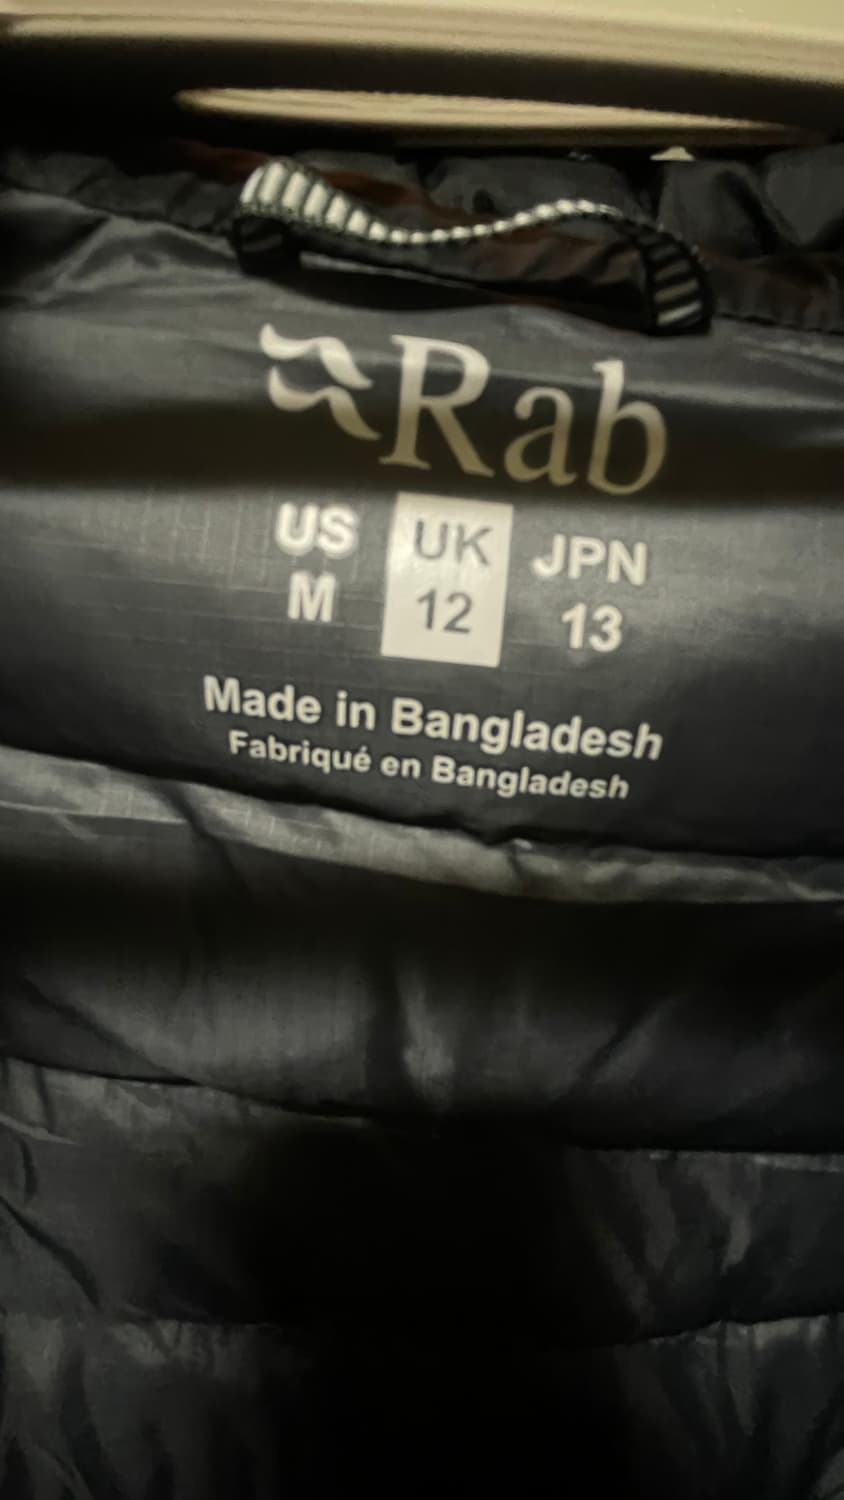 Rab
US UK JPN
M 12 13
Made in Bangladesh
Fabriqué en Bangladesh